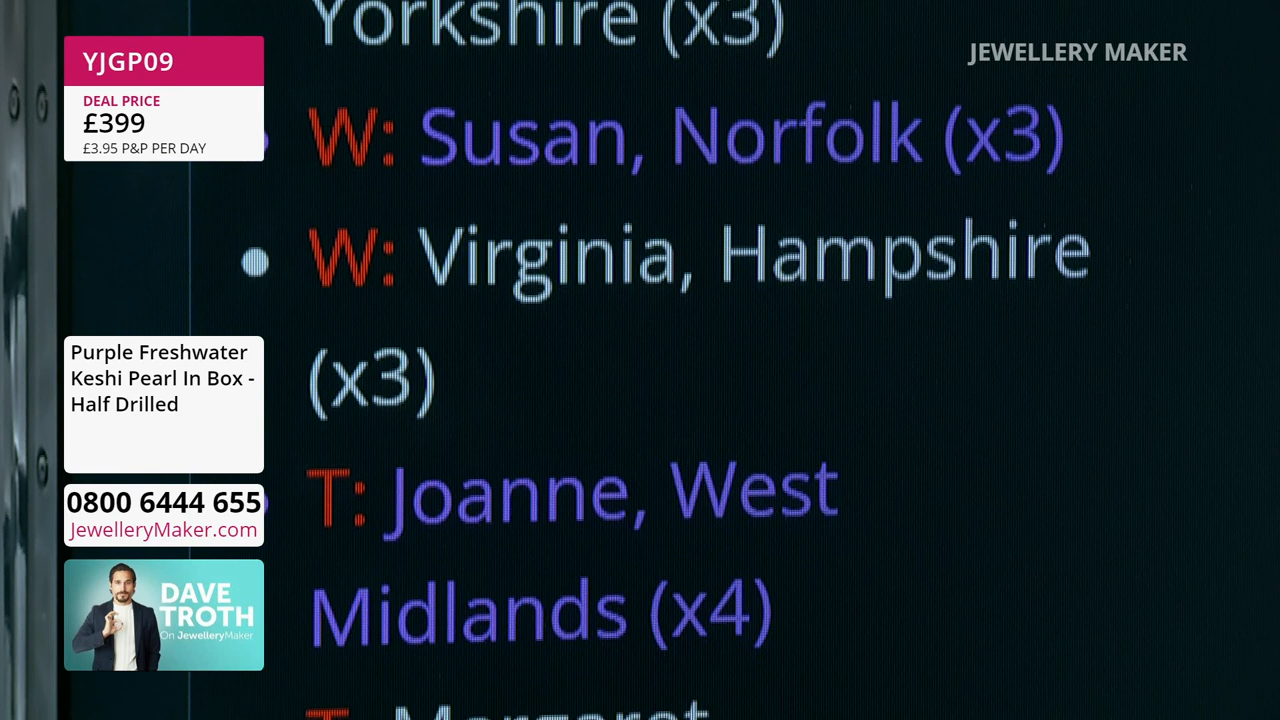 YJGP09
DEAL PRICE
£399
£3.95 P&P PER DAY
Purple Freshwater
Keshi Pearl In Box -
Half Drilled
0800 6444 655
JewelleryMaker.com
DAVE
TROTH
On JewelleryMaker
JEWELLERY MAKER
Yorkshire (x3)
W: Susan, Norfolk (x3)
W: Virginia, Hampshire
(x3)
T: Joanne, West
Midlands (x4)
T: Margaret